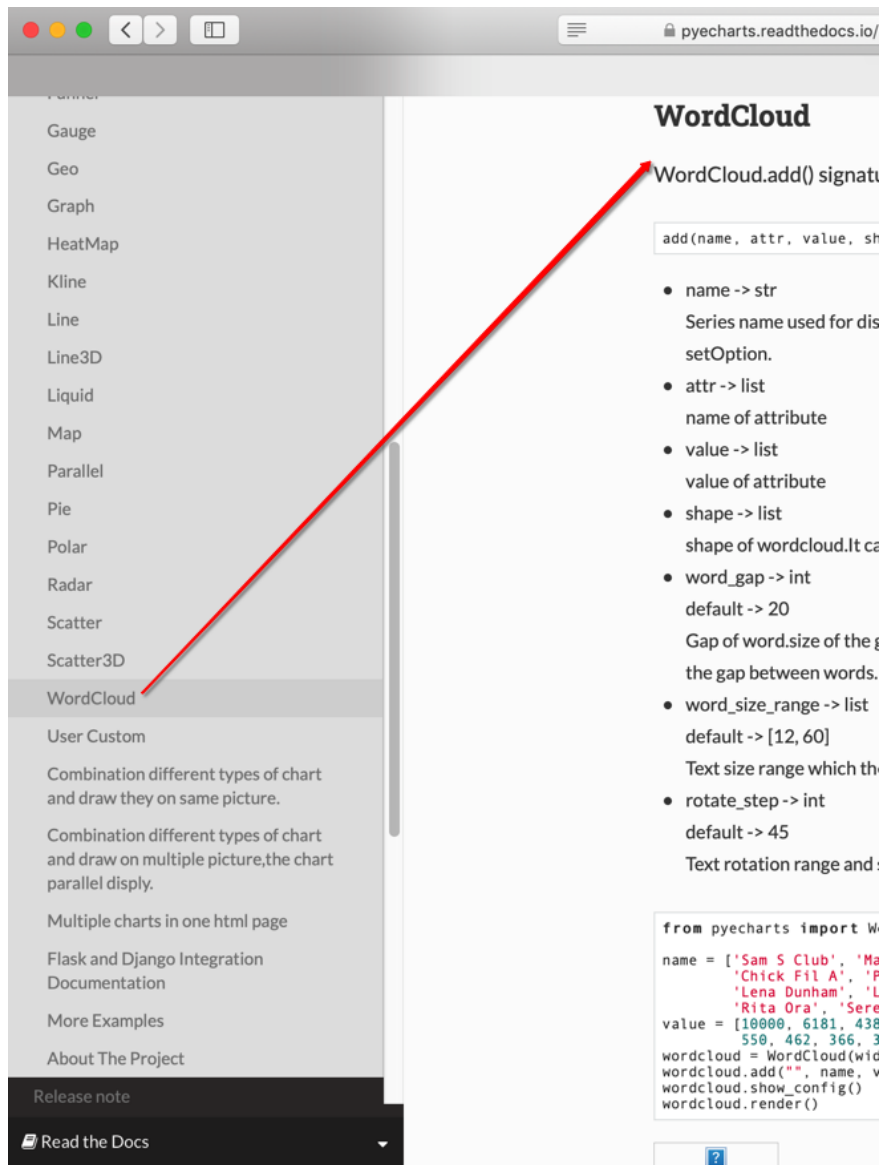 pyecharts.readthedocs.io/
Gauge
Geo
Graph
HeatMap
Kline
Line
Line3D
Liquid
Map
Parallel
Pie
Polar
Radar
Scatter
Scatter3D
WordCloud
User Custom
Combination different types of chart
and draw they on same picture.
Combination different types of chart
and draw on multiple picture,the chart
parallel disply.
Multiple charts in one html page
Flask and Django Integration
Documentation
More Examples
About The Project
Release note
Read the Docs
WordCloud
WordCloud.add() signatu
add(name, attr, value, sh
name -> str
Series name used for dis
setOption.
attr -> list
name of attribute
value -> list
value of attribute
shape -> list
shape of wordcloud.It ca
word_gap -> int
default -> 20
Gap of word.size of the g
the gap between words.
word_size_range -> list
default -> [12, 60]
Text size range which the
rotate_step -> int
default -> 45
Text rotation range and s
from pyecharts import Wo
name = ['Sam S Club', 'Ma
'Chick Fil A', 'P
'Lena Dunham', 'L
'Rita Ora', 'Sere
value = [10000, 6181, 438
550, 462, 366, 3
wordcloud = WordCloud(wid
wordcloud.add("", name, v
wordcloud.show_config()
wordcloud.render()